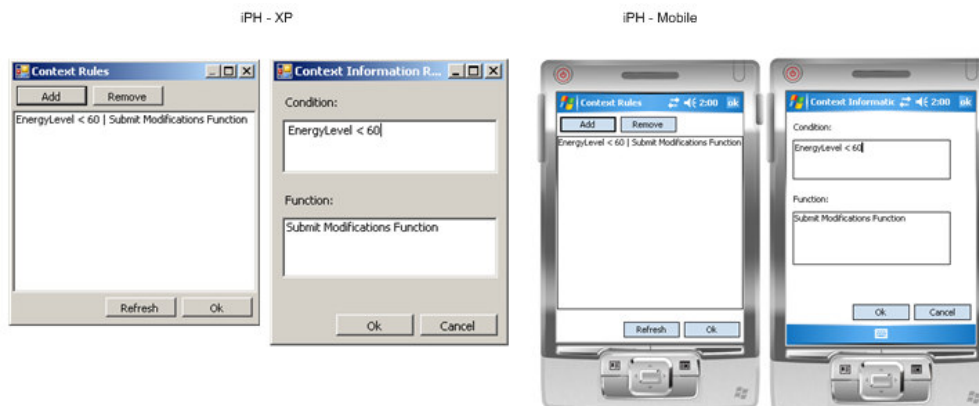 iPH - XP
iPH - Mobile
Context Rules
Add
Remove
EnergyLevel < 60 | Submit Modifications Function
Refresh
Ok
Context Information R...
Condition:
EnergyLevel < 60
Function:
Submit Modifications Function
Ok
Cancel
Context Rules
2:00
ok
Add
Remove
EnergyLevel < 60 | Submit Modifications Function
Refresh
Ok
Context Informatic
2:00
ok
Condition:
EnergyLevel < 60
Function:
Submit Modifications Function
Ok
Cancel